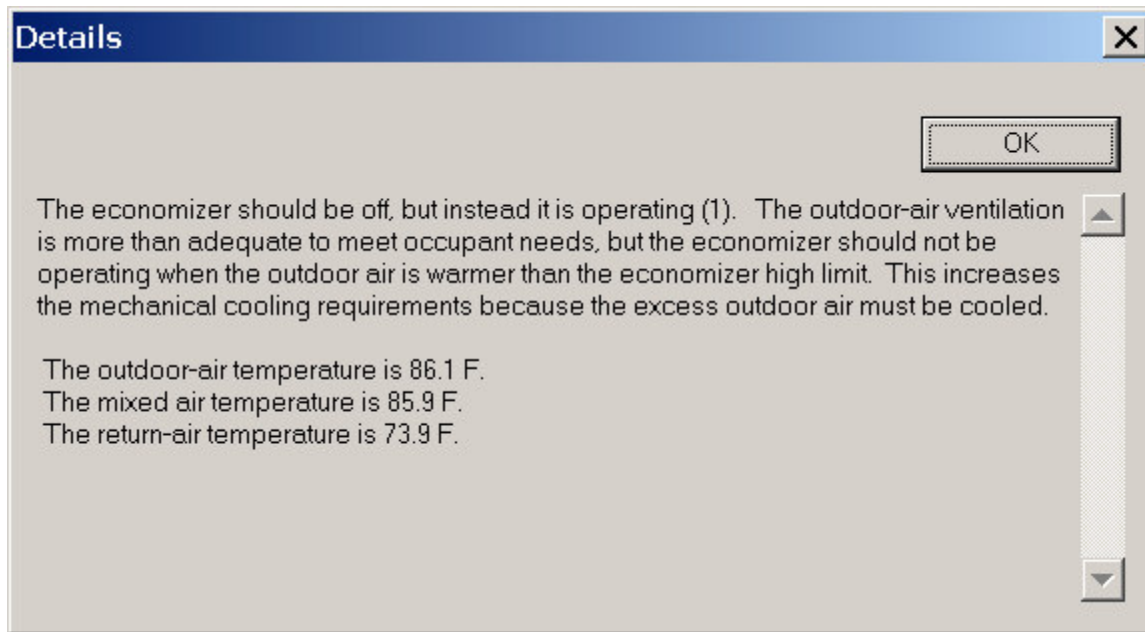 Details
OK
The economizer should be off, but instead it is operating (1).   The outdoor-air ventilation
is more than adequate to meet occupant needs, but the economizer should not be
operating when the outdoor air is warmer than the economizer high limit.  This increases
the mechanical cooling requirements because the excess outdoor air must be cooled.
The outdoor-air temperature is 86.1 F.
The mixed air temperature is 85.9 F.
The return-air temperature is 73.9 F.